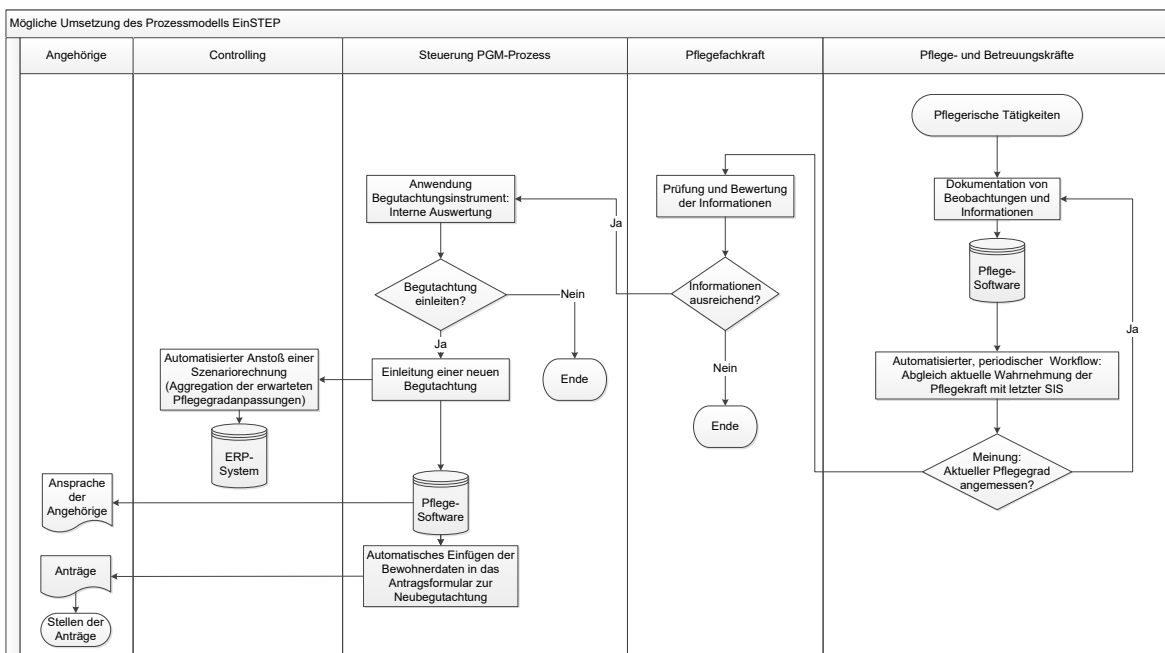 Mögliche Umsetzung des Prozessmodells EinSTEP
Angehörige
Controlling
Steuerung PGM-Prozess
Pflegefachkraft
Pflege- und Betreuungskräfte
Pflegerische Tätigkeiten
Dokumentation von
Beobachtungen und
Informationen
Pflege-
Software
Automatisierter, periodischer Workflow:
Abgleich aktuelle Wahrnehmung der
Pflegekraft mit letzter SIS
Meinung:
Aktueller Pflegegrad
angemessen?
Ja
Prüfung und Bewertung
der Informationen
Informationen
ausreichend?
Ja
Nein
Ende
Anwendung
Begutachtungsinstrument:
Interne Auswertung
Begutachtung
einleiten?
Nein
Ende
Ja
Einleitung einer neuen
Begutachtung
Automatisierter Anstoß einer
Szenariorechnung
(Aggregation der erwarteten
Pflegegradanpassungen)
ERP-
System
Pflege-
Software
Ansprache
der
Angehörige
Automatisches Einfügen der
Bewohnerdaten in das
Antragsformular zur
Neubegutachtung
Anträge
Stellen der
Anträge